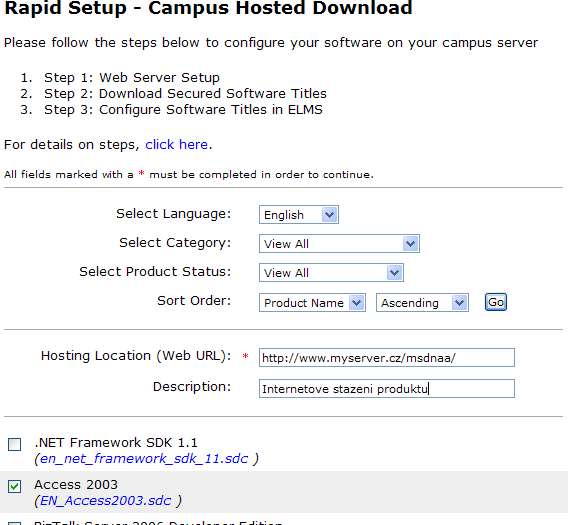 Rapid Setup - Campus Hosted Download
Please follow the steps below to configure your software on your campus server
1. Step 1: Web Server Setup
2. Step 2: Download Secured Software Titles
3. Step 3: Configure Software Titles in ELMS
For details on steps, click here.
All fields marked with a * must be completed in order to continue.
Select Language: English
Select Category: View All
Select Product Status: View All
Sort Order: Product Name Ascending Go
Hosting Location (Web URL): * http://www.myserver.cz/msdnaa/
Description: Internetove stazeni produktu
.NET Framework SDK 1.1
(en_net_framework_sdk_11.sdc )
Access 2003
(EN_Access2003.sdc )
BizTalk Server 2006 Developer Edition